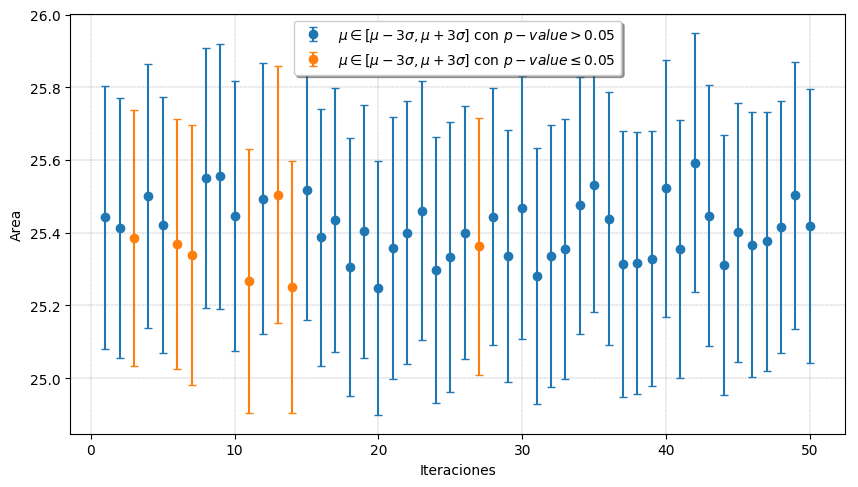 μ ∈ [μ − 3σ, μ + 3σ] con p − value > 0.05
μ ∈ [μ − 3σ, μ + 3σ] con p − value ≤ 0.05
26.0
25.8
25.6
25.4
25.2
25.0
Area
0 10 20 30 40 50
Iteraciones